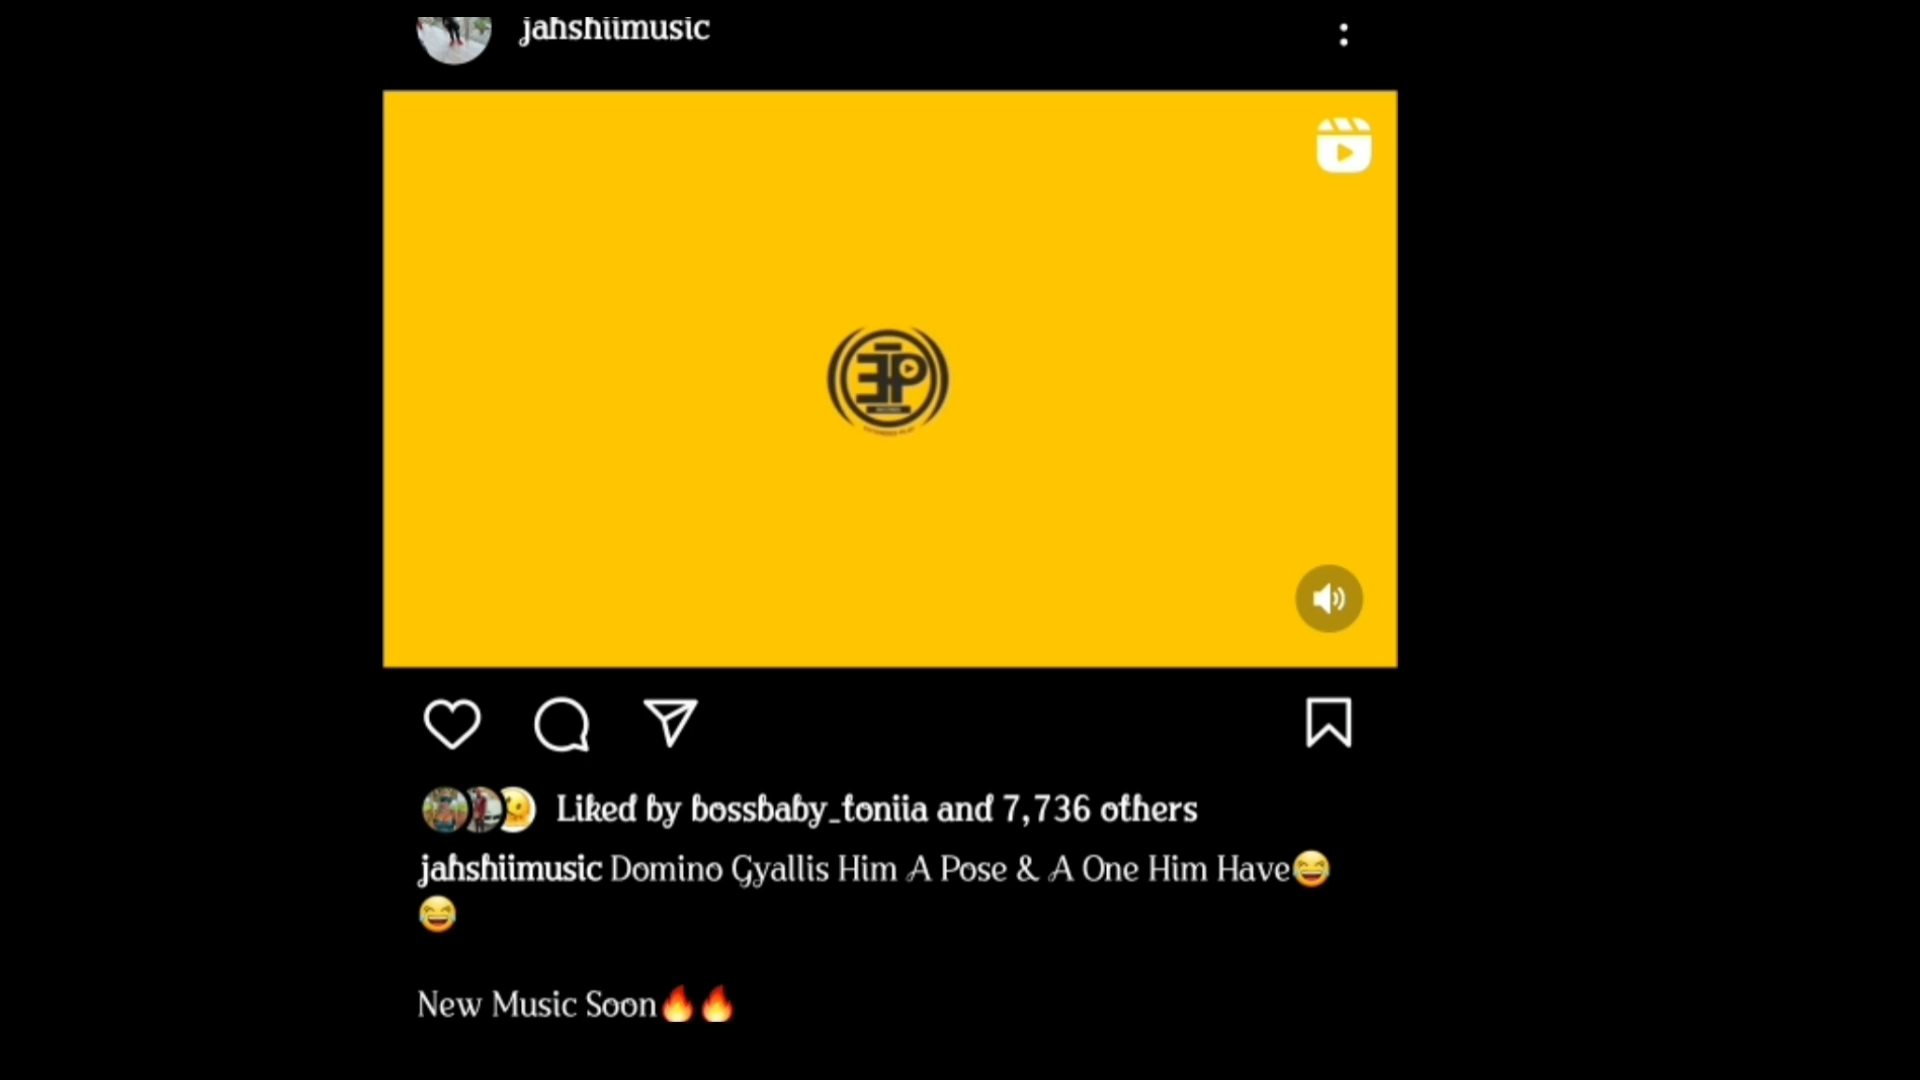 jahshiimusic
EP
Liked by bossbaby_toniia and 7,736 others
jahshiimusic Domino Gyallis Him A Pose & A One Him Have😂
😂
New Music Soon🔥🔥